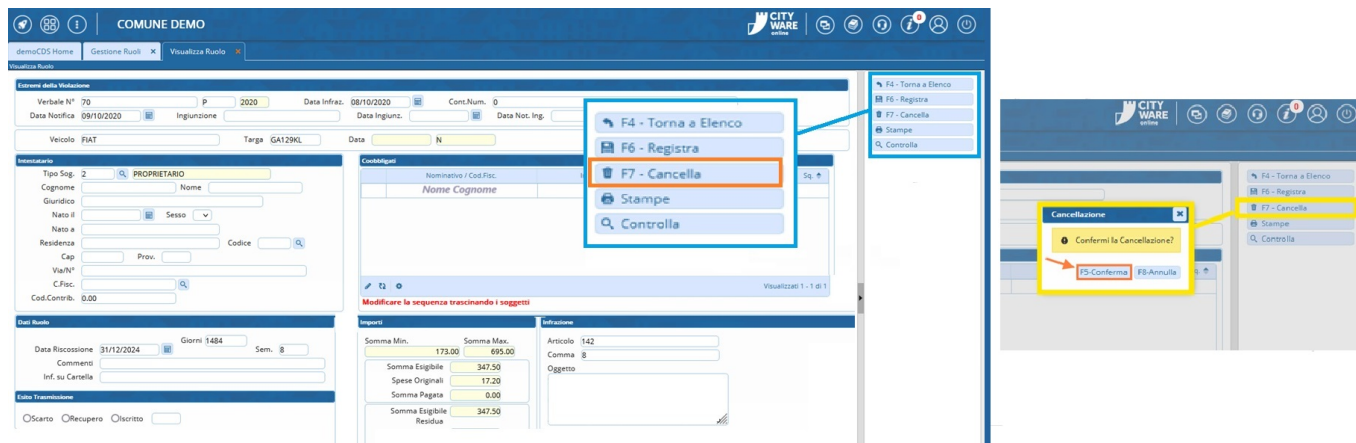 COMUNE DEMO
CITY
WARE
online
0
demoCDS Home
Gestione Ruoli
Visualizza Ruolo
Visualizza Ruolo
Estremi della Violazione
Verbale N° 70 P 2020 Data Infraz. 08/10/2020 Cont.Num. 0
Data Notifica 09/10/2020 Ingiunzione Data Ingiunz. Data Not. Ing.
Veicolo FIAT Targa GA129KL Data N
Intestatario
Tipo Sog. 2 PROPRIETARIO
Cognome Nome
Giuridico
Nato il Sesso
Nato a
Residenza Codice
Cap Prov.
Via/N°
C.Fisc.
Cod.Contrib. 0.00
Coobbligati
Nominativo / Cod.Fisc. Sq.
Nome Cognome
Visualizzati 1 - 1 di 1
Modificare la sequenza trascinando i soggetti
Dati Ruolo
Data Riscossione 31/12/2024 Giorni 1484 Sem. 8
Commenti
Inf. su Cartella
Esito Trasmissione
Scarto Recupero Iscritto
Importi
Somma Min. Somma Max.
173.00 695.00
Somma Esigibile 347.50
Spese Originali 17.20
Somma Pagata 0.00
Somma Esigibile 347.50
Residua
Infrazione
Articolo 142
Comma 8
Oggetto
F4 - Torna a Elenco
F6 - Registra
F7 - Cancella
Stampe
Controlla
F4 - Torna a Elenco
F6 - Registra
F7 - Cancella
Stampe
Controlla
CITY
WARE
online
0
F4 - Torna a Elenco
F6 - Registra
F7 - Cancella
Stampe
Controlla
Cancellazione
Confermi la Cancellazione?
F5-Conferma F8-Annulla